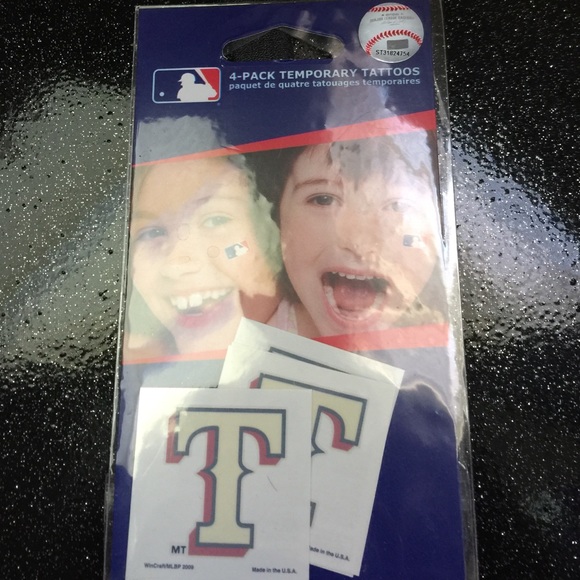 ST31824754
4-PACK TEMPORARY TATTOOS
paquet de quatre tatouages temporaires
T
T
MT
WinCraft/MLBP 2009
Made in the U.S.A.
Made in the U.S.A.